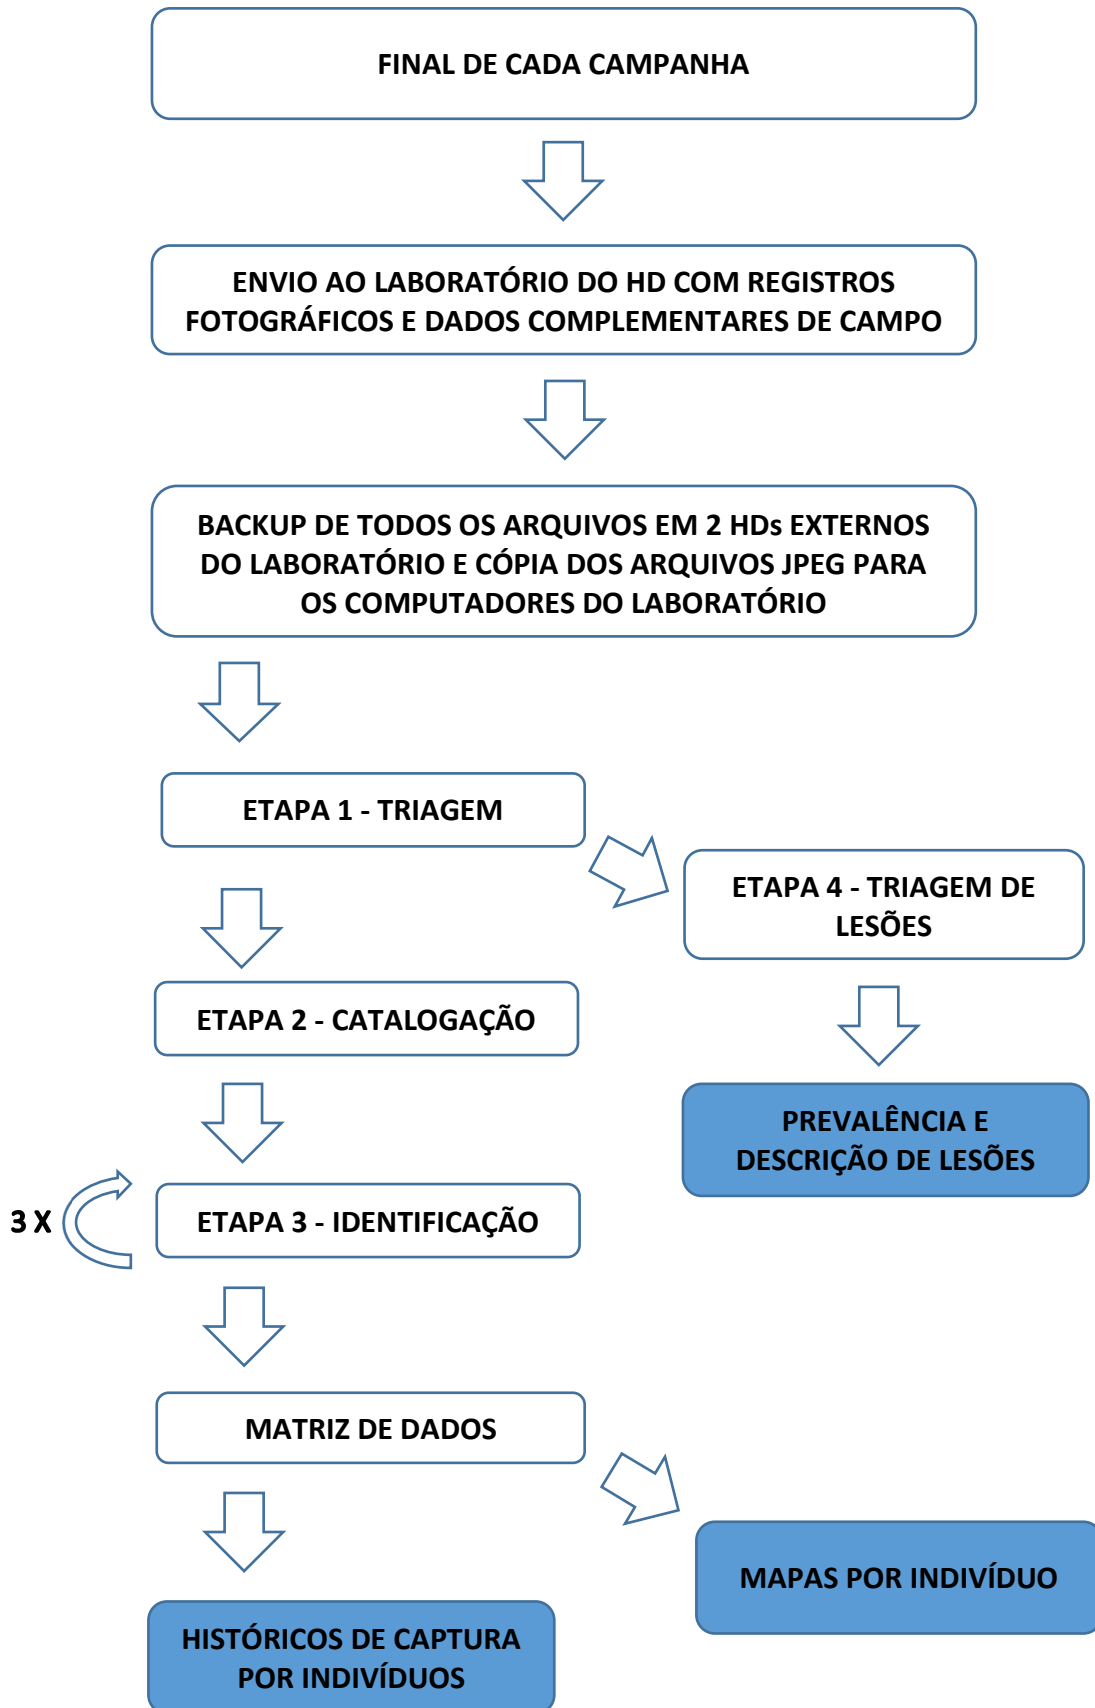 FINAL DE CADA CAMPANHA
ENVIO AO LABORATÓRIO DO HD COM REGISTROS
FOTOGRÁFICOS E DADOS COMPLEMENTARES DE CAMPO
BACKUP DE TODOS OS ARQUIVOS EM 2 HDs EXTERNOS
DO LABORATÓRIO E CÓPIA DOS ARQUIVOS JPEG PARA
OS COMPUTADORES DO LABORATÓRIO
ETAPA 1 - TRIAGEM
ETAPA 4 - TRIAGEM DE
LESÕES
ETAPA 2 - CATALOGAÇÃO
PREVALÊNCIA E
DESCRIÇÃO DE LESÕES
3 X
ETAPA 3 - IDENTIFICAÇÃO
MATRIZ DE DADOS
MAPAS POR INDIVÍDUO
HISTÓRICOS DE CAPTURA
POR INDIVÍDUOS